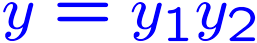 y = y₁y₂